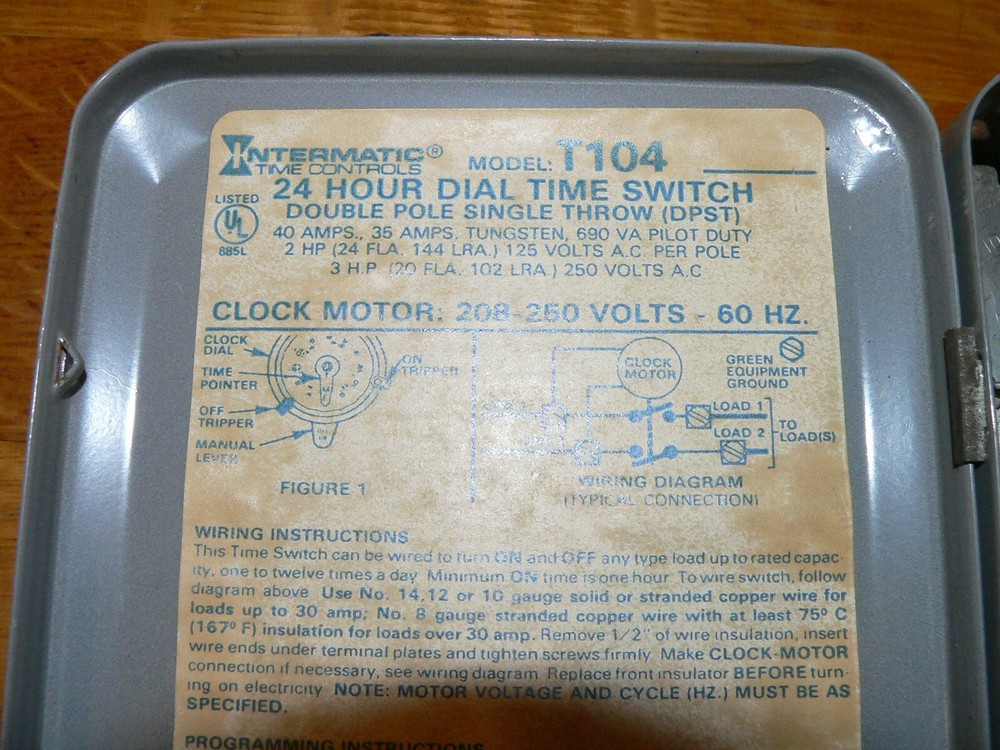 INTERMATIC®
TIME CONTROLS
MODEL: T104
24 HOUR DIAL TIME SWITCH
LISTED
UL
885L
DOUBLE POLE SINGLE THROW (DPST)
40 AMPS., 35 AMPS. TUNGSTEN, 690 VA PILOT DUTY
2 HP (24 FLA. 144 LRA.) 125 VOLTS A.C. PER POLE
3 H.P. (20 FLA. 102 LRA.) 250 VOLTS A.C
CLOCK MOTOR: 208-250 VOLTS - 60 HZ.
CLOCK
DIAL
TIME
POINTER
OFF
TRIPPER
MANUAL
LEVER
ON
TRIPPER
FIGURE 1
CLOCK
MOTOR
GREEN
EQUIPMENT
GROUND
LOAD 1
LOAD 2
TO
LOAD(S)
WIRING DIAGRAM
(TYPICAL CONNECTION)
WIRING INSTRUCTIONS
This Time Switch can be wired to turn ON and OFF any type load up to rated capac-
ity, one to twelve times a day. Minimum ON time is one hour. To wire switch, follow
diagram above. Use No. 14, 12 or 10 gauge solid or stranded copper wire for
loads up to 30 amp; No. 8 gauge stranded copper wire with at least 75º C
(167º F) insulation for loads over 30 amp. Remove 1/2" of wire insulation, insert
wire ends under terminal plates and tighten screws firmly. Make CLOCK-MOTOR
connection if necessary, see wiring diagram. Replace front insulator BEFORE turn-
ing on electricity. NOTE: MOTOR VOLTAGE AND CYCLE (HZ.) MUST BE AS
SPECIFIED.
PROGRAMMING INSTRUCTIONS